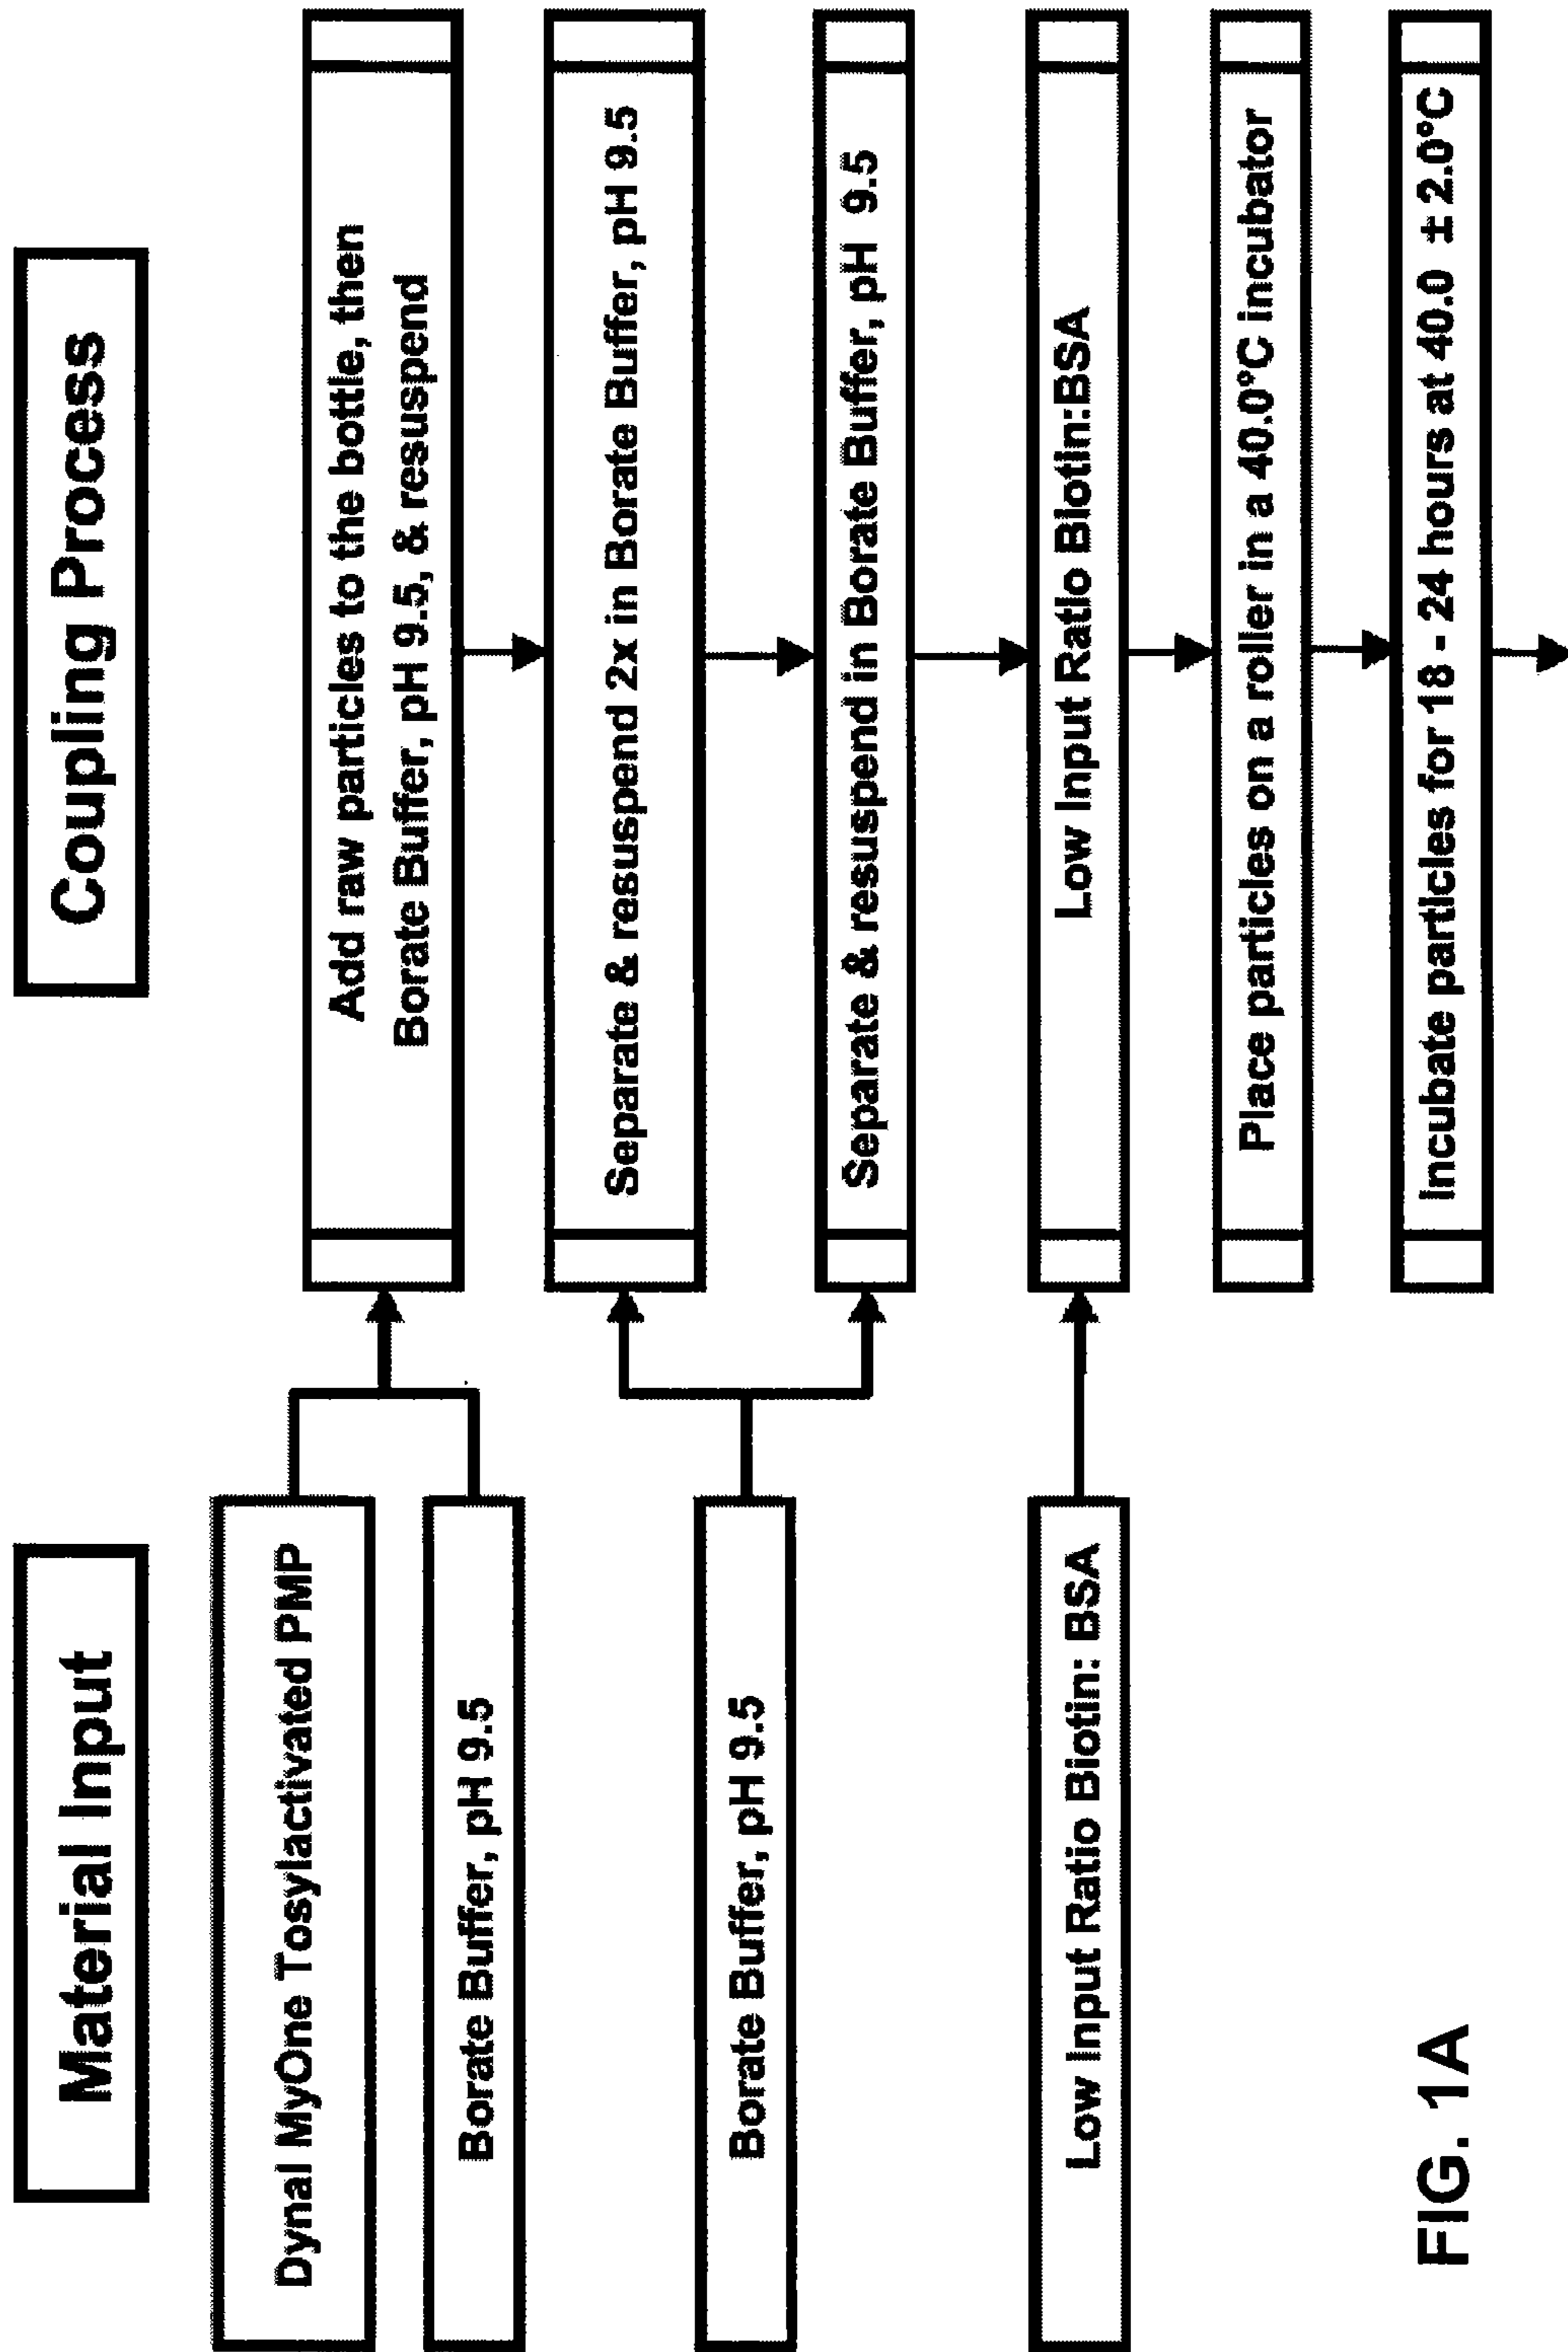 Material Input
Coupling Process
Dynal MyOne Tosylactivated PMP
Borate Buffer, pH 9.5
Add raw particles to the bottle, then
Borate Buffer, pH 9.5, & resuspend
Borate Buffer, pH 9.5
Separate & resuspend 2x in Borate Buffer, pH 9.5
Separate & resuspend in Borate Buffer, pH 9.5
Low Input Ratio Biotin: BSA
Low Input Ratio Biotin:BSA
Place particles on a roller in a 40.0°C incubator
Incubate particles for 18 - 24 hours at 40.0 ± 2.0°C
FIG. 1A